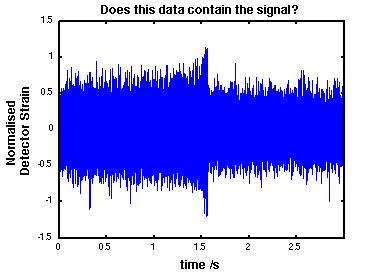 Does this data contain the signal?
1.5
1
0.5
0
-0.5
-1
-1.5
Normalised
Detector Strain
0 0.5 1 1.5 2 2.5
time /s